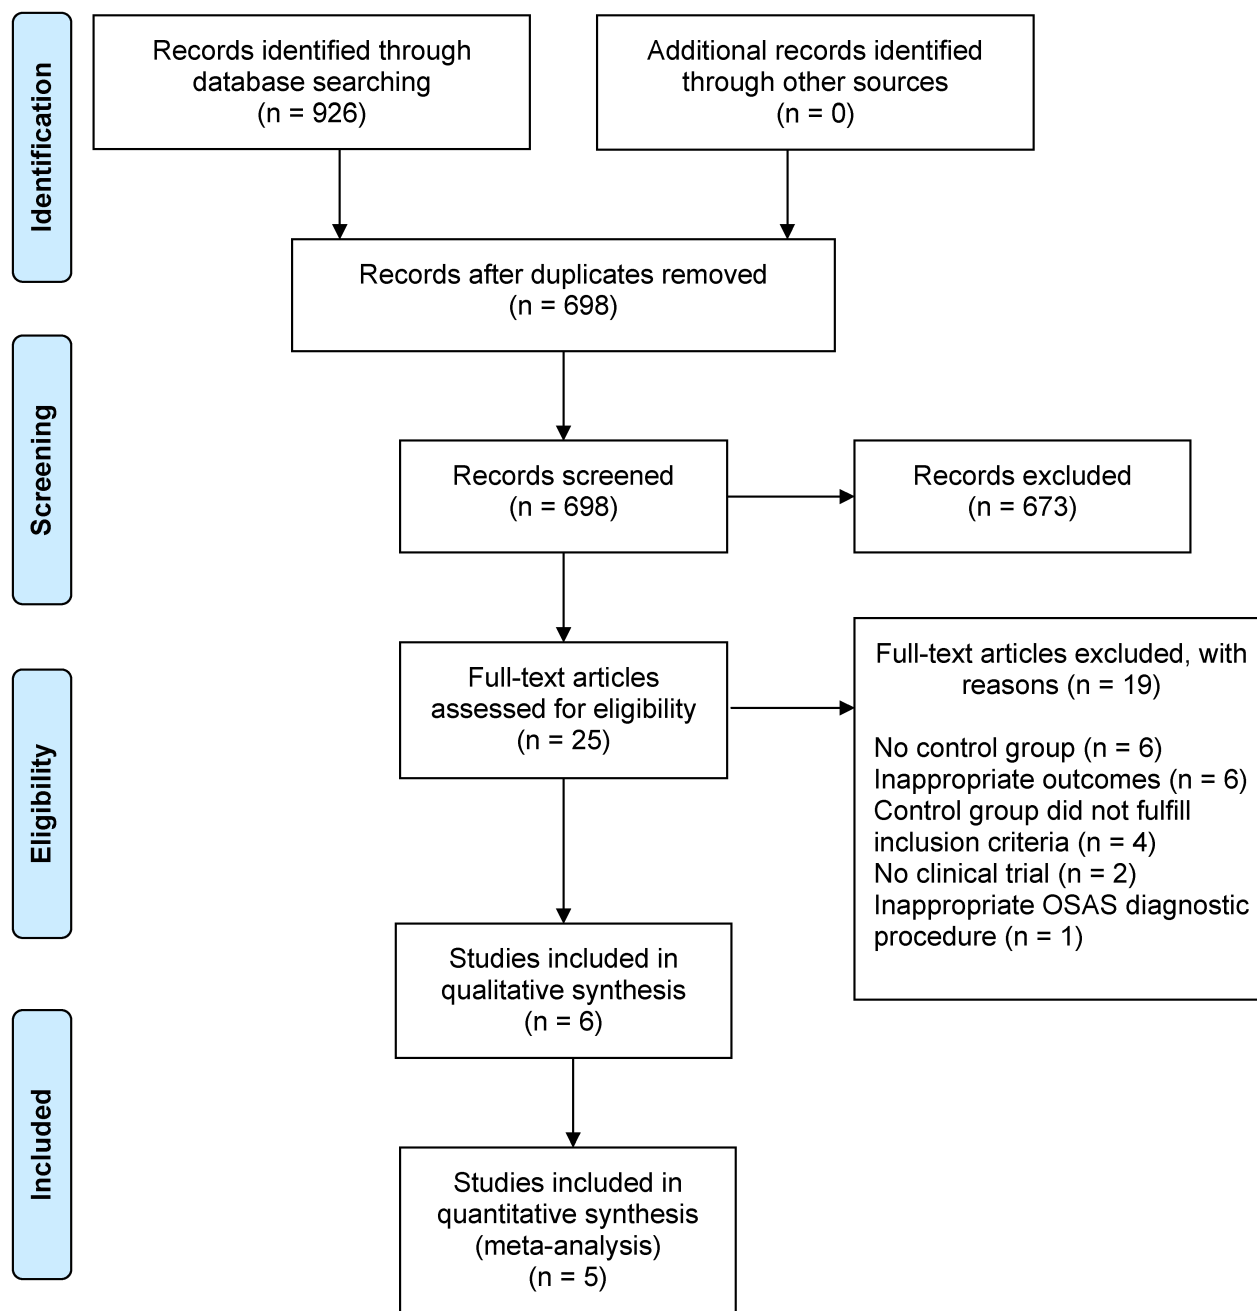 Identification
Records identified through
database searching
(n = 926)
Additional records identified
through other sources
(n = 0)
Records after duplicates removed
(n = 698)
Screening
Records screened
(n = 698)
Records excluded
(n = 673)
Eligibility
Full-text articles
assessed for eligibility
(n = 25)
Full-text articles excluded, with
reasons (n = 19)
No control group (n = 6)
Inappropriate outcomes (n = 6)
Control group did not fulfill
inclusion criteria (n = 4)
No clinical trial (n = 2)
Inappropriate OSAS diagnostic
procedure (n = 1)
Studies included in
qualitative synthesis
(n = 6)
Included
Studies included in
quantitative synthesis
(meta-analysis)
(n = 5)